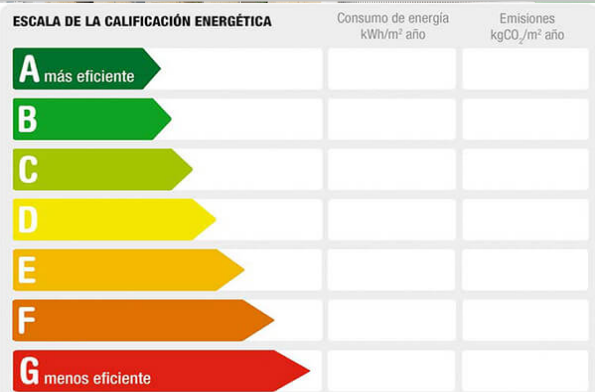 ESCALA DE LA CALIFICACIÓN ENERGÉTICA
Consumo de energía
kWh/m² año
Emisiones
kgCO₂/m² año
A más eficiente
B
C
D
E
F
G menos eficiente